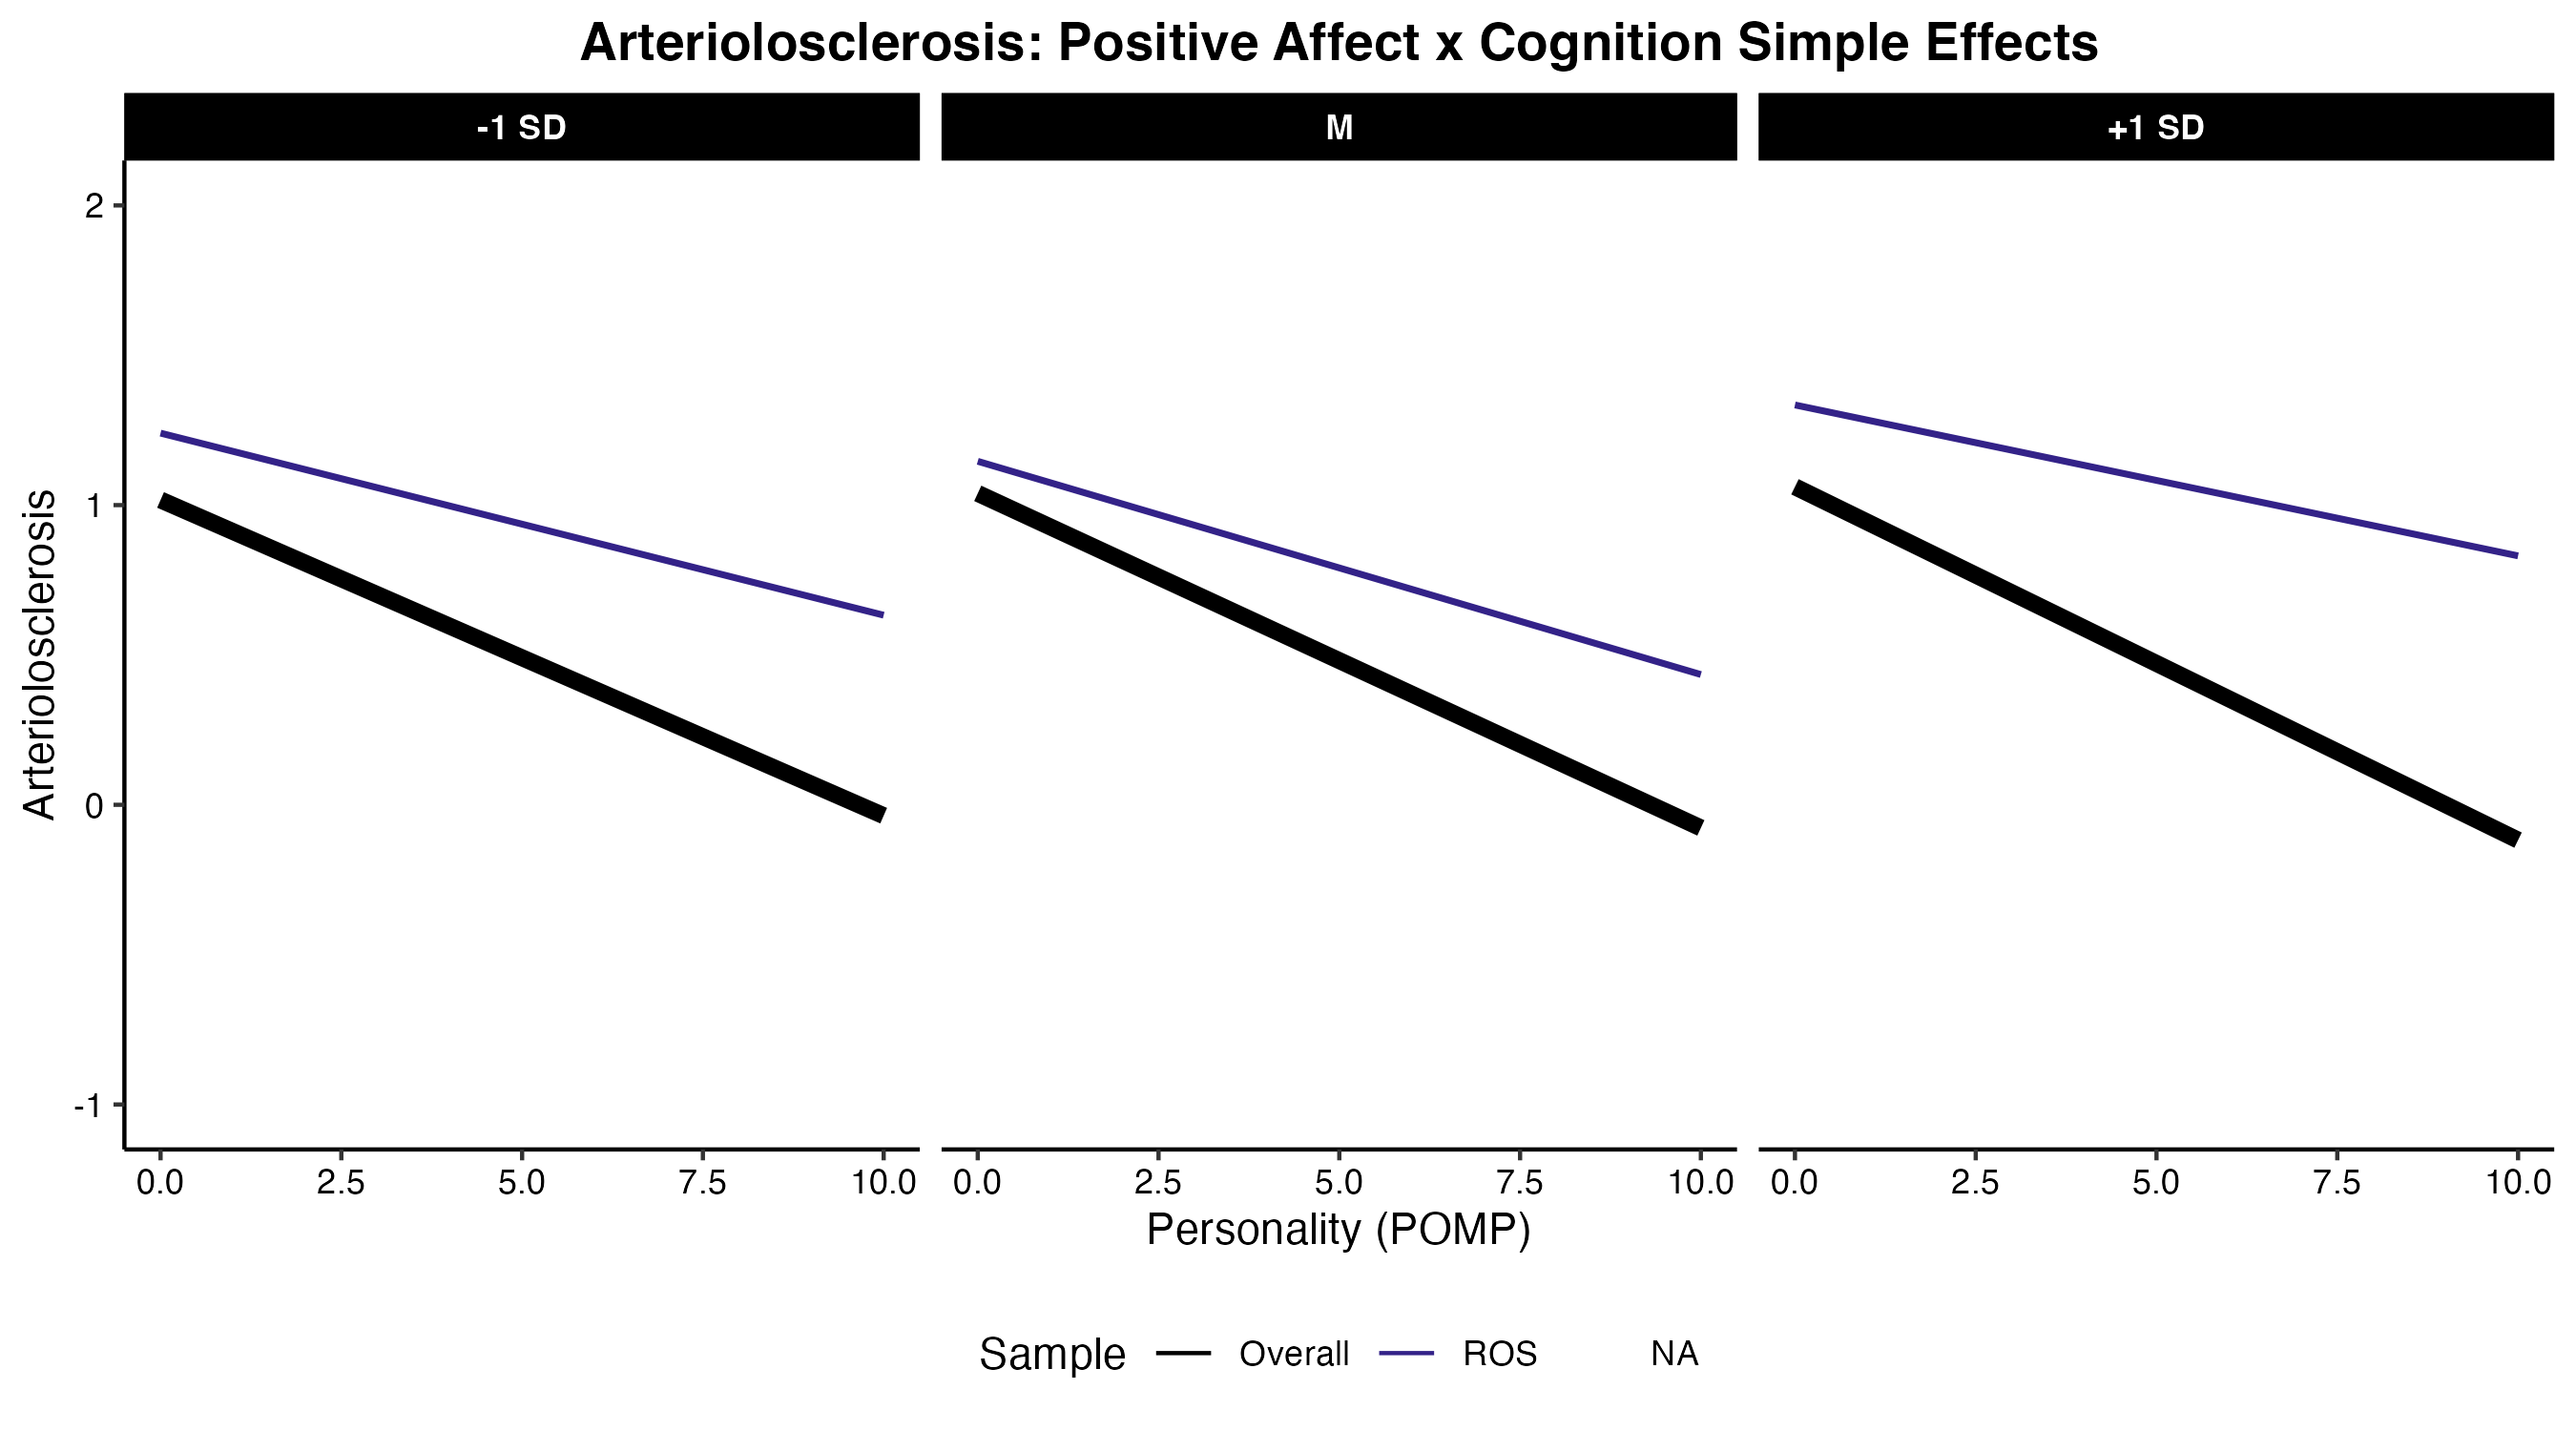 Arteriolosclerosis: Positive Affect x Cognition Simple Effects
-1 SD M +1 SD
Arteriolosclerosis
2
1
0
-1
0.0 2.5 5.0 7.5 10.0 0.0 2.5 5.0 7.5 10.0 0.0 2.5 5.0 7.5 10.0
Personality (POMP)
Sample Overall ROS NA